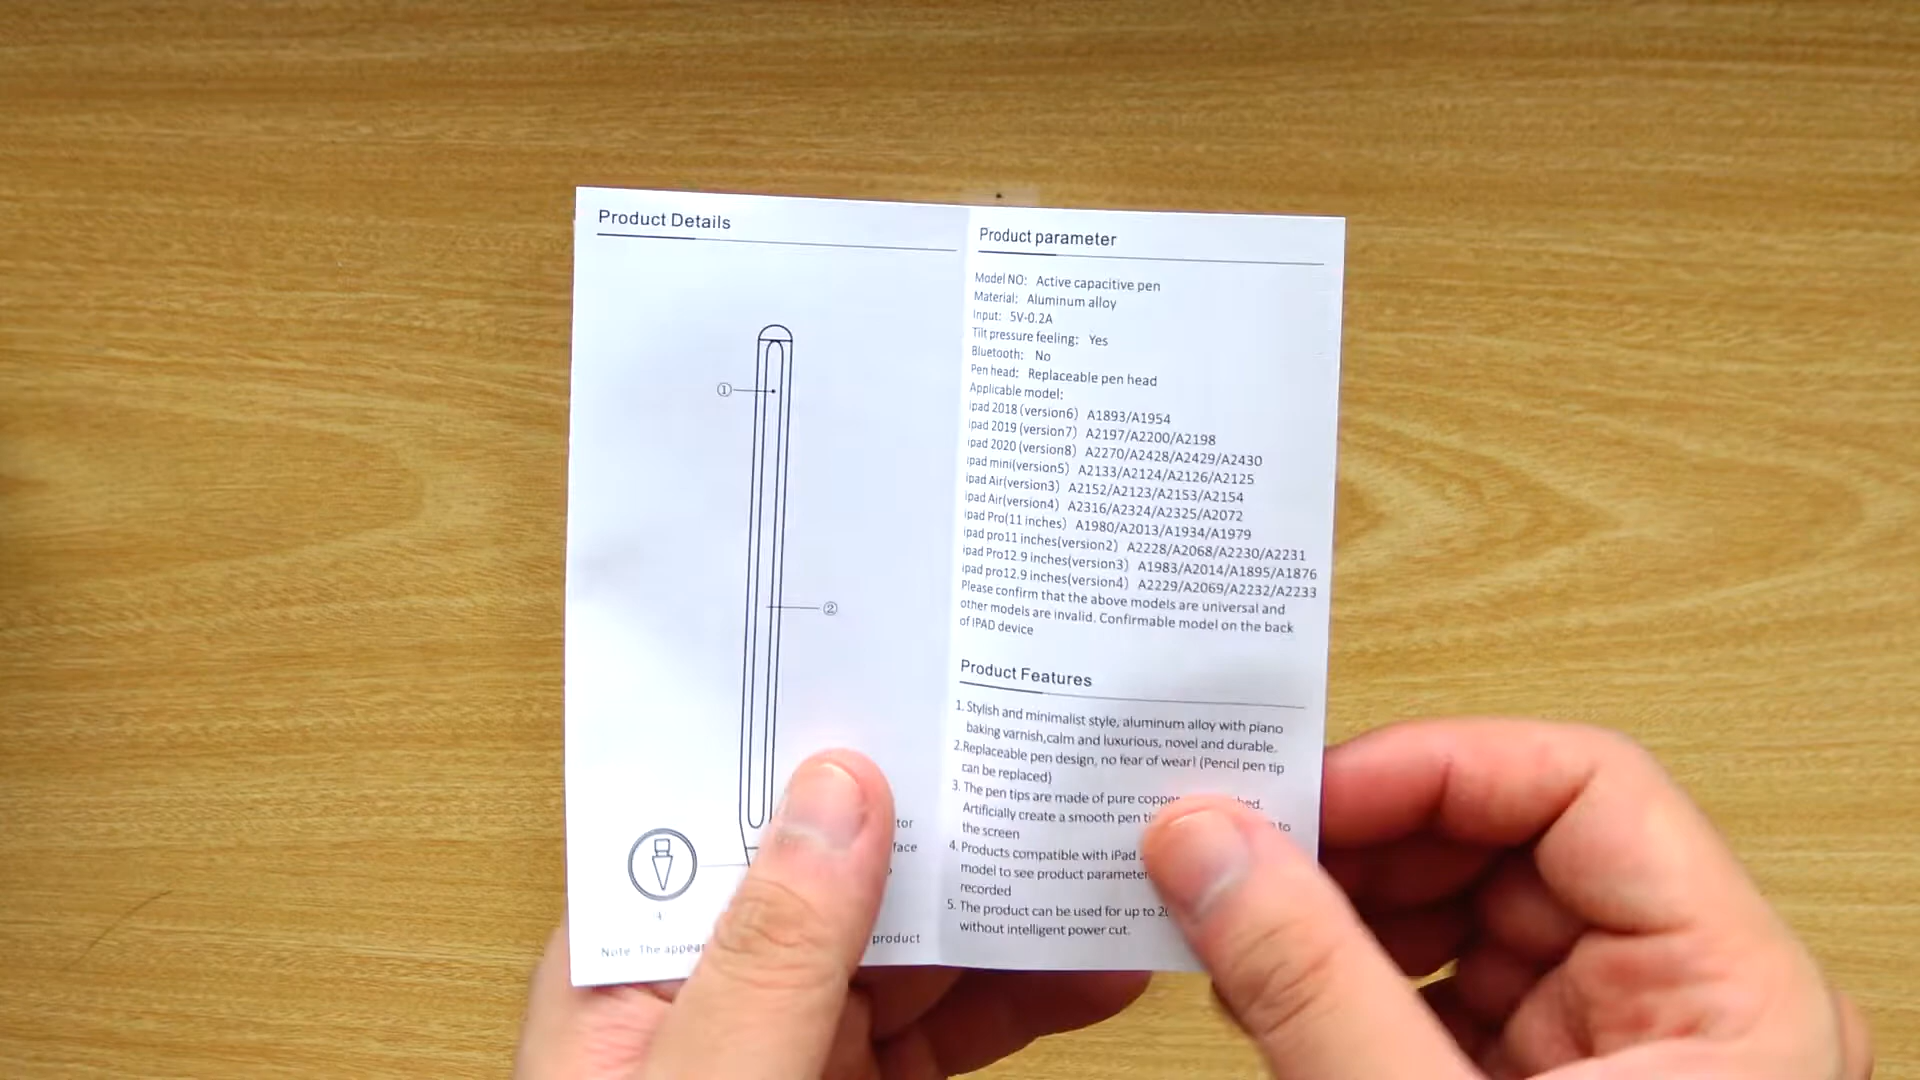 Product Details
①
②
4
Note: The appear
tor
face
product
Product parameter
Model NO: Active capacitive pen
Material: Aluminum alloy
Input: 5V-0.2A
Tilt pressure feeling: Yes
Bluetooth: No
Pen head: Replaceable pen head
Applicable model:
ipad 2018 (version6) A1893/A1954
ipad 2019 (version7) A2197/A2200/A2198
ipad 2020 (version8) A2270/A2428/A2429/A2430
ipad mini(version5) A2133/A2124/A2126/A2125
ipad Air(version3) A2152/A2123/A2153/A2154
ipad Air(version4) A2316/A2324/A2325/A2072
ipad Pro(11 inches) A1980/A2013/A1934/A1979
ipad pro11 inches(version2) A2228/A2068/A2230/A2231
ipad Pro12.9 inches(version3) A1983/A2014/A1895/A1876
ipad pro12.9 inches(version4) A2229/A2069/A2232/A2233
Please confirm that the above models are universal and
other models are invalid. Confirmable model on the back
of IPAD device
Product Features
1. Stylish and minimalist style, aluminum alloy with piano
baking varnish,calm and luxurious, novel and durable.
2.Replaceable pen design, no fear of wear! (Pencil pen tip
can be replaced)
3. The pen tips are made of pure copper hed.
Artificially create a smooth pen ti to
the screen
4. Products compatible with iPad
model to see product parameter
recorded
5. The product can be used for up to 20
without intelligent power cut.